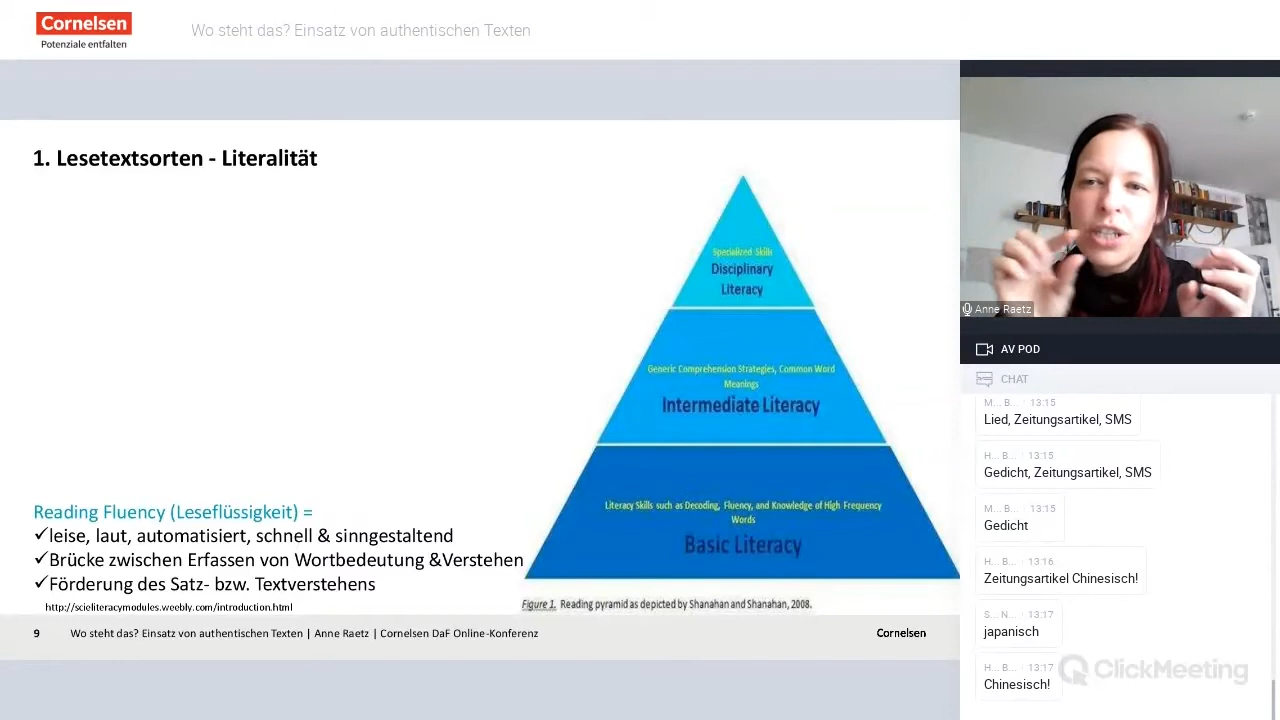 Cornelsen
Potenziale entfalten
Wo steht das? Einsatz von authentischen Texten
1. Lesetextsorten - Literalität
Specialized Skills
Disciplinary
Literacy
Generic Comprehension Strategies, Common Word
Meanings
Intermediate Literacy
Literacy Skills such as Decoding, Fluency, and Knowledge of High Frequency
Words
Basic Literacy
Figure 1. Reading pyramid as depicted by Shanahan and Shanahan, 2008.
Reading Fluency (Leseflüssigkeit) =
✓leise, laut, automatisiert, schnell & sinngestaltend
✓Brücke zwischen Erfassen von Wortbedeutung &Verstehen
✓Förderung des Satz- bzw. Textverstehens
http://scieliteracymodules.weebly.com/introduction.html
9 Wo steht das? Einsatz von authentischen Texten | Anne Raetz | Cornelsen DaF Online-Konferenz Cornelsen
Anne Raetz
AV POD
CHAT
M... B... 13:15
Lied, Zeitungsartikel, SMS
H... B... 13:15
Gedicht, Zeitungsartikel, SMS
M... B... 13:15
Gedicht
H... B... 13:16
Zeitungsartikel Chinesisch!
S... N... 13:17
japanisch
H... B... 13:17
Chinesisch!
ClickMeeting